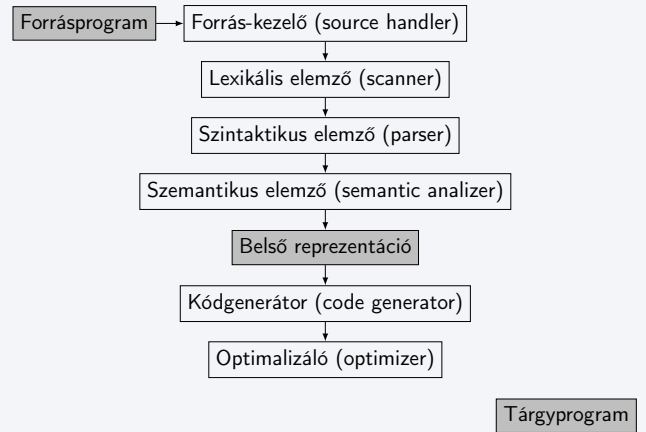 Forrásprogram
Forrás-kezelő (source handler)
Lexikális elemző (scanner)
Szintaktikus elemző (parser)
Szemantikus elemző (semantic analizer)
Belső reprezentáció
Kódgenerátor (code generator)
Optimalizáló (optimizer)
Tárgyprogram